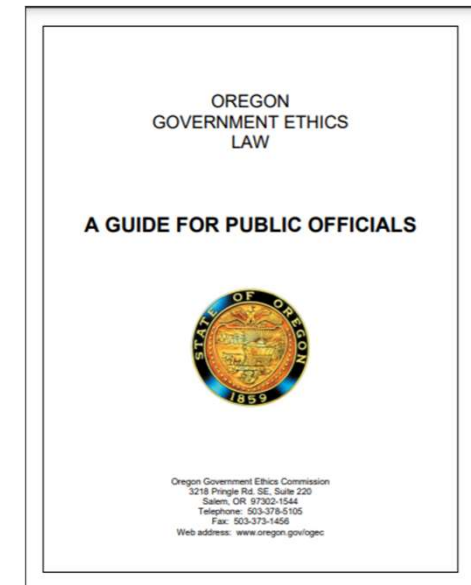 OREGON
GOVERNMENT ETHICS
LAW
A GUIDE FOR PUBLIC OFFICIALS
STATE OF OREGON
1859
Oregon Government Ethics Commission
3218 Pringle Rd. SE, Suite 220
Salem, OR 97302-1544
Telephone: 503-378-5105
Fax: 503-373-1456
Web address: www.oregon.gov/ogec